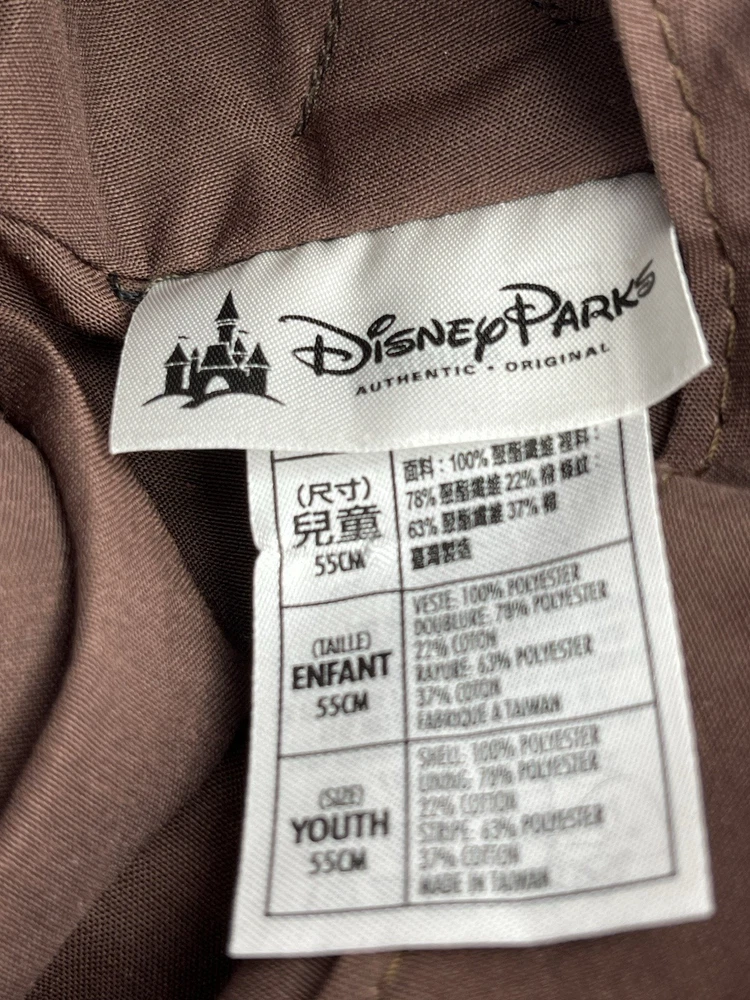 DISNEY PARKS
AUTHENTIC • ORIGINAL
(尺寸)
兒童
55CM
面料：100% 聚酯纖維 裡料：
78% 聚酯纖維 22% 棉 條紋：
63% 聚酯纖維 37% 棉
臺灣製造
(TAILLE)
ENFANT
55CM
VESTE: 100% POLYESTER
DOUBLURE: 78% POLYESTER
22% COTON
RAYURE: 63% POLYESTER
37% COTON
FABRIQUE A TAIWAN
(SIZE)
YOUTH
55CM
SHELL: 100% POLYESTER
LINING: 78% POLYESTER
22% COTTON
STRIPE: 63% POLYESTER
37% COTTON
MADE IN TAIWAN